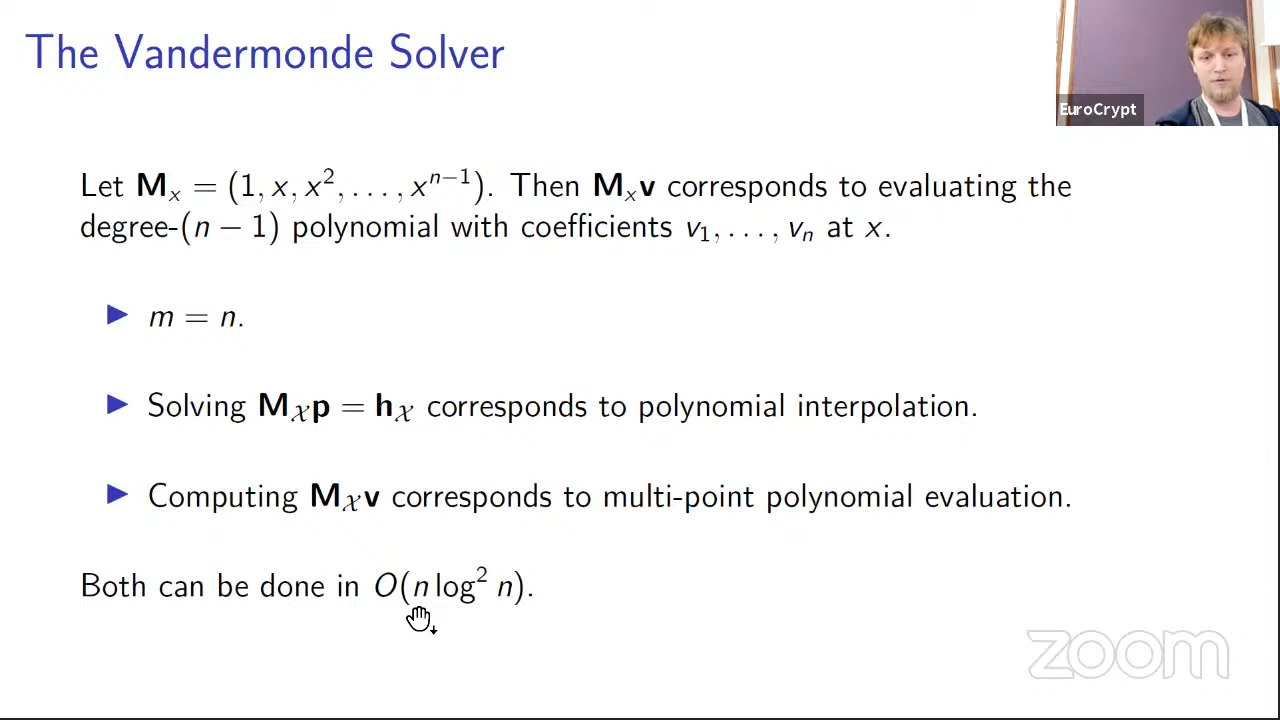 The Vandermonde Solver
EuroCrypt
Let M_x = (1, x, x^2, . . . , x^{n−1}). Then M_x v corresponds to evaluating the
degree-(n − 1) polynomial with coefficients v_1, . . . , v_n at x.
▶ m = n.
▶ Solving M_𝒳 p = h_𝒳 corresponds to polynomial interpolation.
▶ Computing M_𝒳 v corresponds to multi-point polynomial evaluation.
Both can be done in O(n log^2 n).
zoom